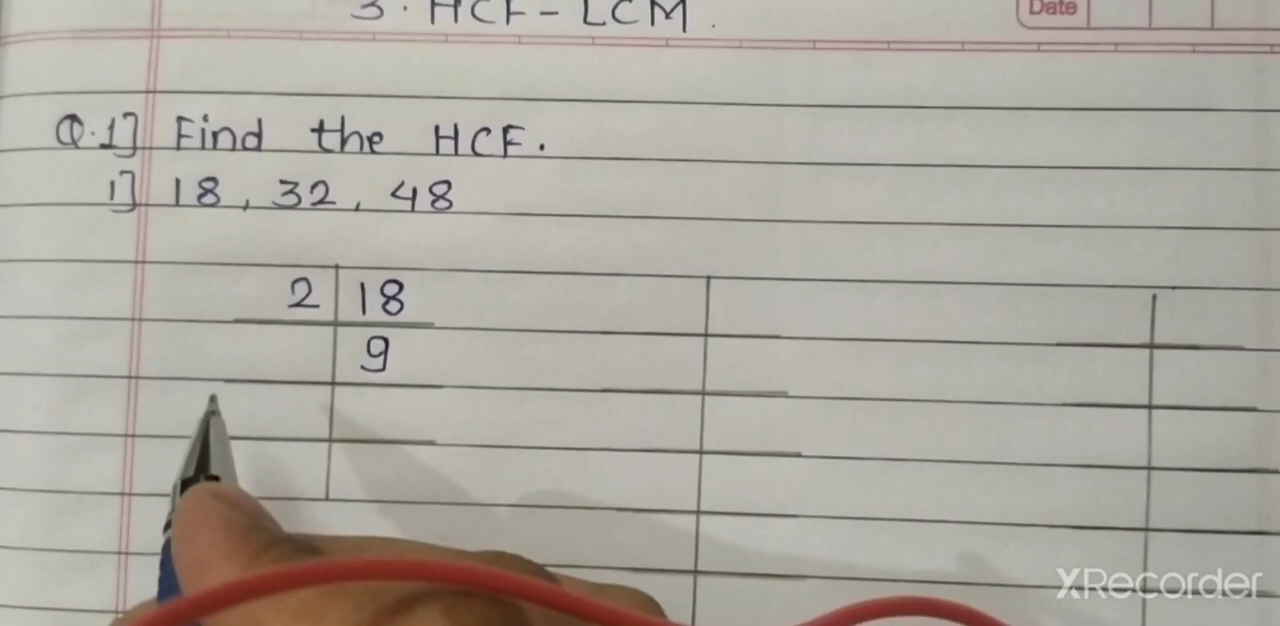 3. HCF-LCM.
Date
Q.1] Find the HCF.
1] 18, 32, 48
2 18
9
XRecorder